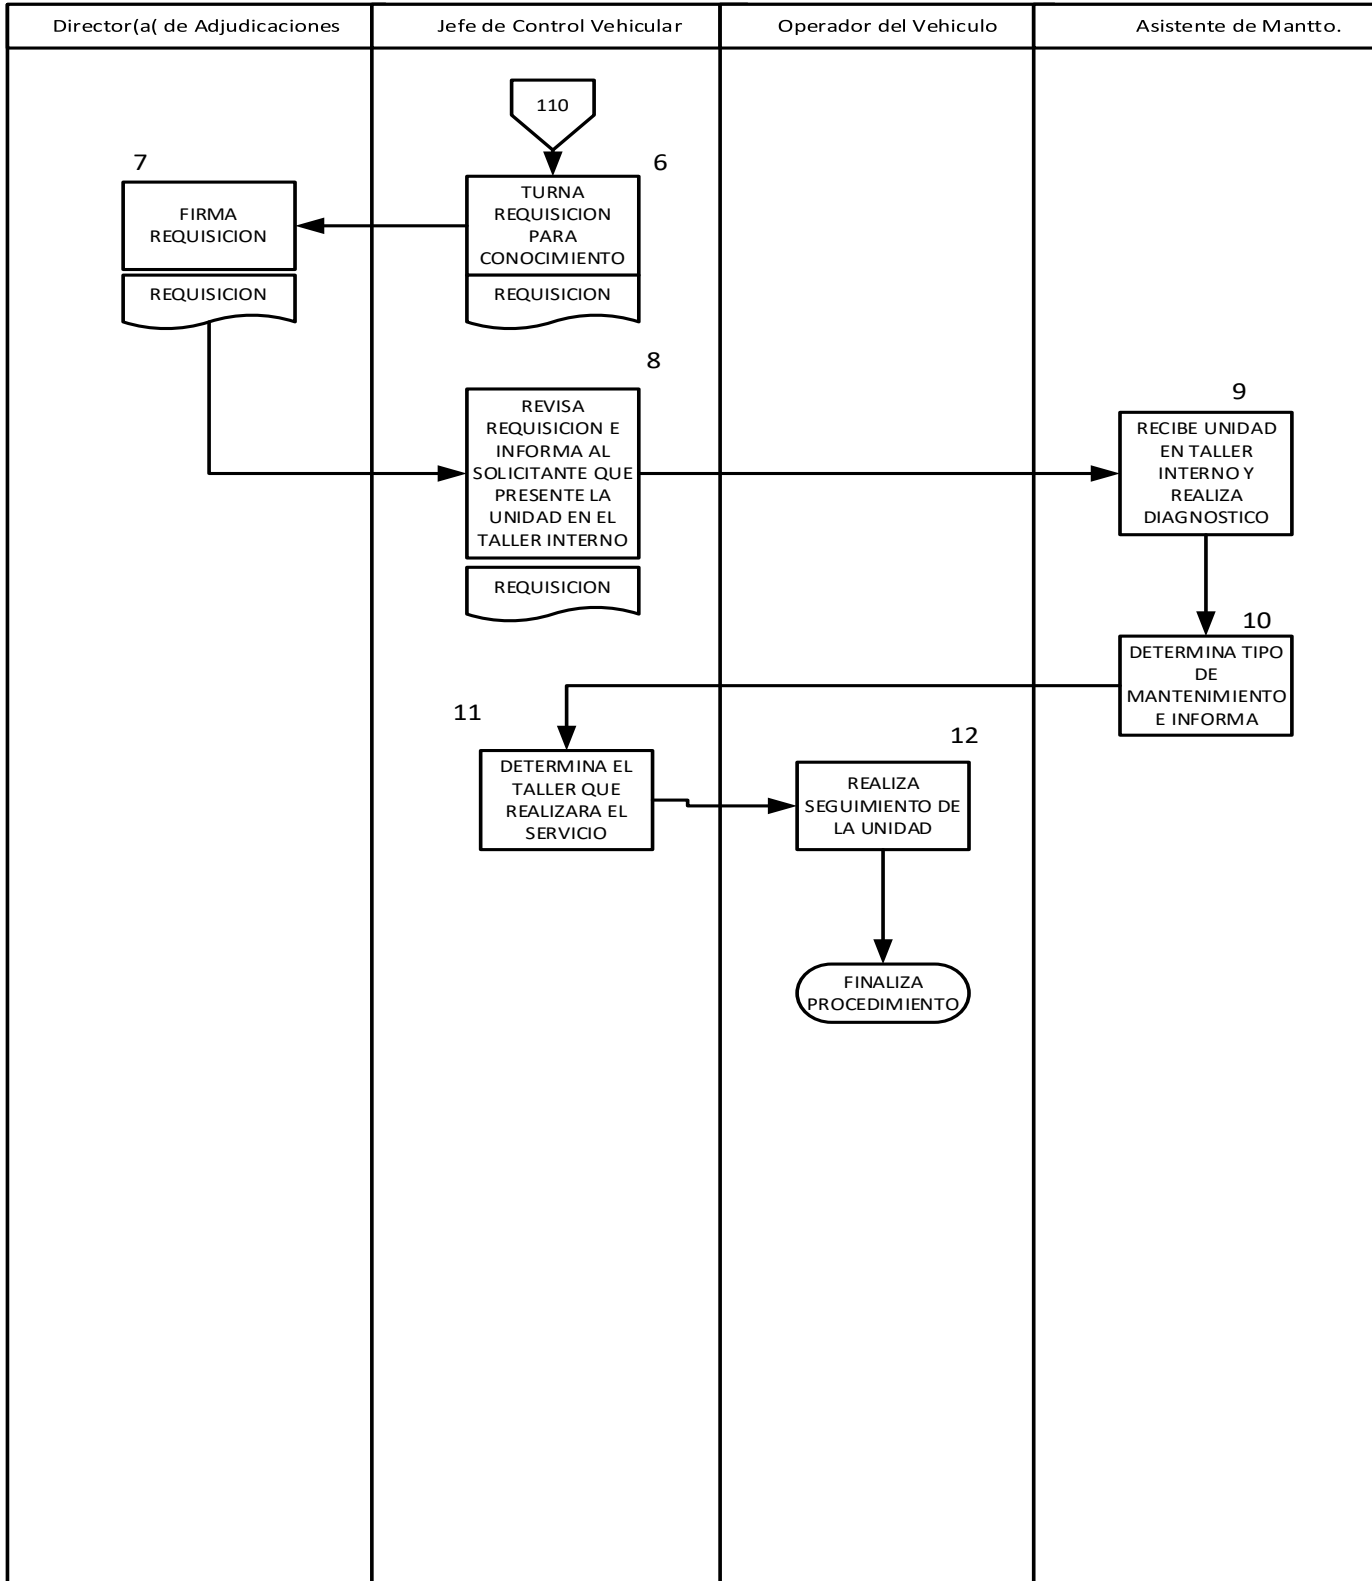 Director(a( de Adjudicaciones
Jefe de Control Vehicular
Operador del Vehiculo
Asistente de Mantto.
110
6
TURNA
REQUISICION
PARA
CONOCIMIENTO
REQUISICION
7
FIRMA
REQUISICION
REQUISICION
8
REVISA
REQUISICION E
INFORMA AL
SOLICITANTE QUE
PRESENTE LA
UNIDAD EN EL
TALLER INTERNO
REQUISICION
9
RECIBE UNIDAD
EN TALLER
INTERNO Y
REALIZA
DIAGNOSTICO
10
DETERMINA TIPO
DE
MANTENIMIENTO
E INFORMA
11
DETERMINA EL
TALLER QUE
REALIZARA EL
SERVICIO
12
REALIZA
SEGUIMIENTO DE
LA UNIDAD
FINALIZA
PROCEDIMIENTO